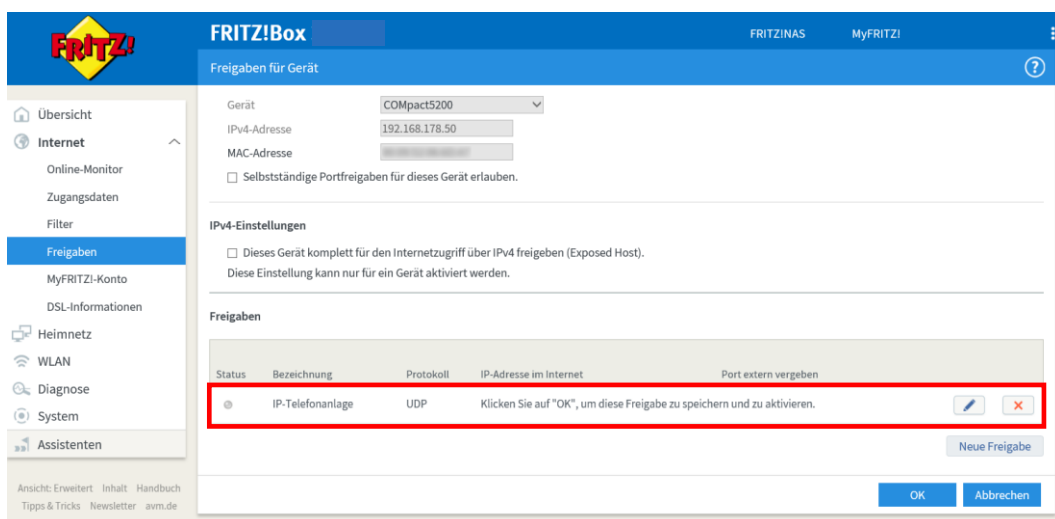 FRITZ!
FRITZ!Box
FRITZ!NAS
MyFRITZ!
Freigaben für Gerät
?
Übersicht
Internet
Online-Monitor
Zugangsdaten
Filter
Freigaben
MyFRITZ!-Konto
DSL-Informationen
Heimnetz
WLAN
Diagnose
System
Assistenten
Ansicht: Erweitert Inhalt Handbuch
Tipps & Tricks Newsletter avm.de
Gerät COMpact5200
IPv4-Adresse 192.168.178.50
MAC-Adresse
Selbstständige Portfreigaben für dieses Gerät erlauben.
IPv4-Einstellungen
Dieses Gerät komplett für den Internetzugriff über IPv4 freigeben (Exposed Host).
Diese Einstellung kann nur für ein Gerät aktiviert werden.
Freigaben
Status Bezeichnung Protokoll IP-Adresse im Internet Port extern vergeben
IP-Telefonanlage UDP Klicken Sie auf "OK", um diese Freigabe zu speichern und zu aktivieren.
Neue Freigabe
OK Abbrechen